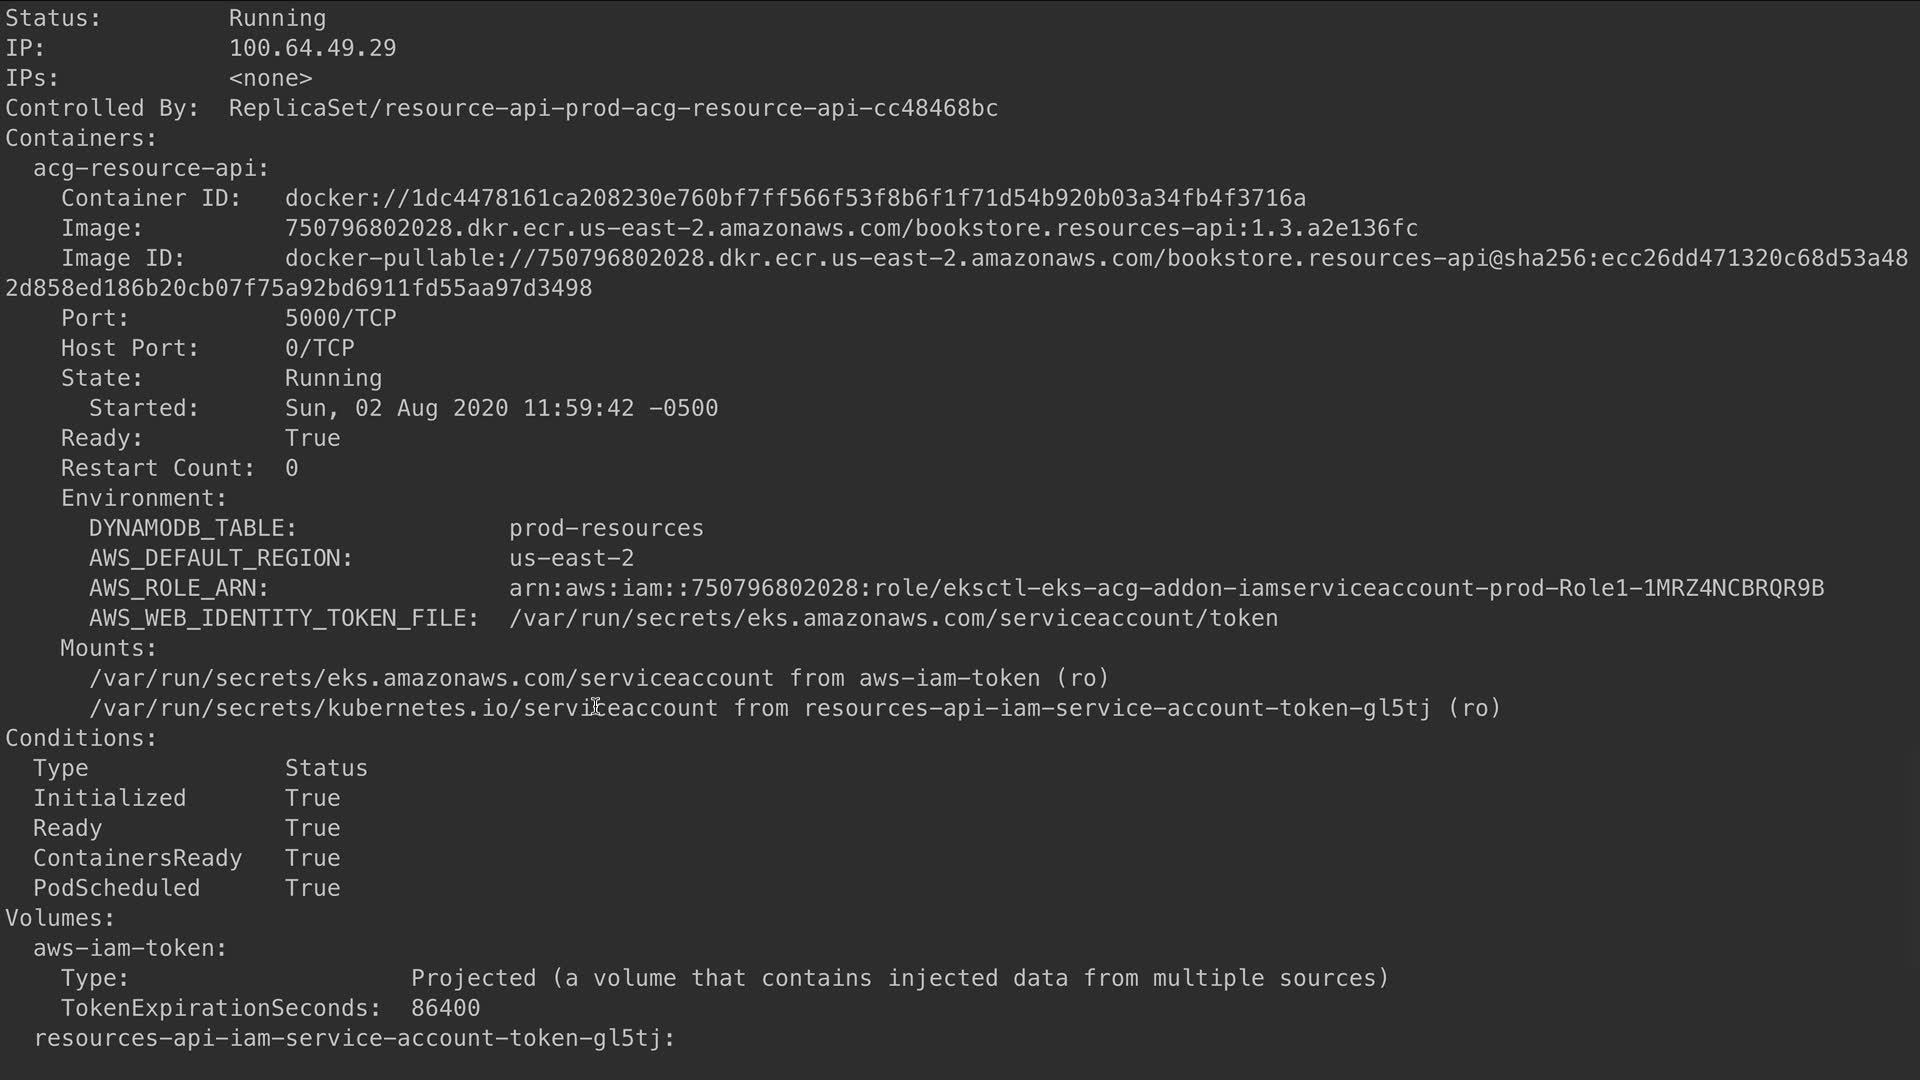 Status:         Running
IP:             100.64.49.29
IPs:            <none>
Controlled By:  ReplicaSet/resource-api-prod-acg-resource-api-cc48468bc
Containers:
  acg-resource-api:
    Container ID:   docker://1dc4478161ca208230e760bf7ff566f53f8b6f1f71d54b920b03a34fb4f3716a
    Image:          750796802028.dkr.ecr.us-east-2.amazonaws.com/bookstore.resources-api:1.3.a2e136fc
    Image ID:       docker-pullable://750796802028.dkr.ecr.us-east-2.amazonaws.com/bookstore.resources-api@sha256:ecc26dd471320c68d53a48
2d858ed186b20cb07f75a92bd6911fd55aa97d3498
    Port:           5000/TCP
    Host Port:      0/TCP
    State:          Running
      Started:      Sun, 02 Aug 2020 11:59:42 -0500
    Ready:          True
    Restart Count:  0
    Environment:
      DYNAMODB_TABLE:               prod-resources
      AWS_DEFAULT_REGION:           us-east-2
      AWS_ROLE_ARN:                 arn:aws:iam::750796802028:role/eksctl-eks-acg-addon-iamserviceaccount-prod-Role1-1MRZ4NCBRQR9B
      AWS_WEB_IDENTITY_TOKEN_FILE:  /var/run/secrets/eks.amazonaws.com/serviceaccount/token
    Mounts:
      /var/run/secrets/eks.amazonaws.com/serviceaccount from aws-iam-token (ro)
      /var/run/secrets/kubernetes.io/serviceaccount from resources-api-iam-service-account-token-gl5tj (ro)
Conditions:
  Type              Status
  Initialized       True
  Ready             True
  ContainersReady   True
  PodScheduled      True
Volumes:
  aws-iam-token:
    Type:                    Projected (a volume that contains injected data from multiple sources)
    TokenExpirationSeconds:  86400
  resources-api-iam-service-account-token-gl5tj: